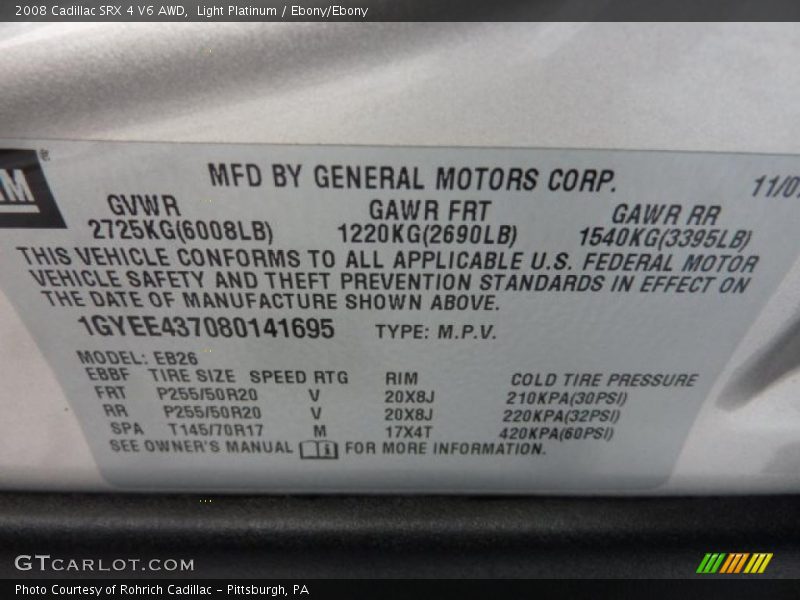 2008 Cadillac SRX 4 V6 AWD,  Light Platinum / Ebony/Ebony
MFD BY GENERAL MOTORS CORP.
GVWR GAWR FRT GAWR RR
2725KG(6008LB) 1220KG(2690LB) 1540KG(3395LB)
THIS VEHICLE CONFORMS TO ALL APPLICABLE U.S. FEDERAL MOTOR
VEHICLE SAFETY AND THEFT PREVENTION STANDARDS IN EFFECT ON
THE DATE OF MANUFACTURE SHOWN ABOVE.
1GYEE437080141695 TYPE: M.P.V.
MODEL: EB26
EBBF TIRE SIZE SPEED RTG RIM COLD TIRE PRESSURE
FRT P255/50R20 V 20X8J 210KPA(30PSI)
RR P255/50R20 V 20X8J 220KPA(32PSI)
SPA T145/70R17 M 17X4T 420KPA(60PSI)
SEE OWNER'S MANUAL FOR MORE INFORMATION.
GTCARLOT.COM
Photo Courtesy of Rohrich Cadillac - Pittsburgh, PA